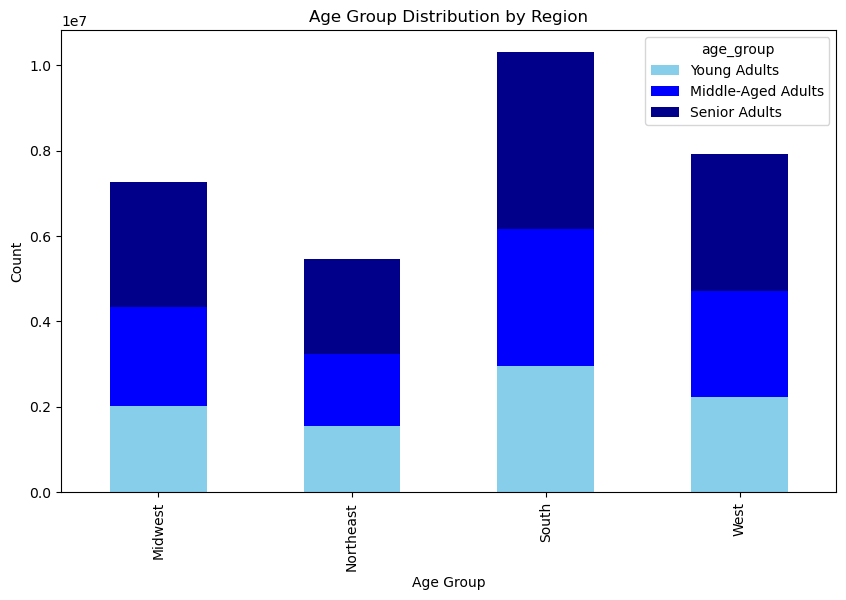 Age Group Distribution by Region
1e7
age_group
Young Adults
Middle-Aged Adults
Senior Adults
1.0
0.8
0.6
0.4
0.2
0.0
Count
Midwest
Northeast
South
West
Age Group